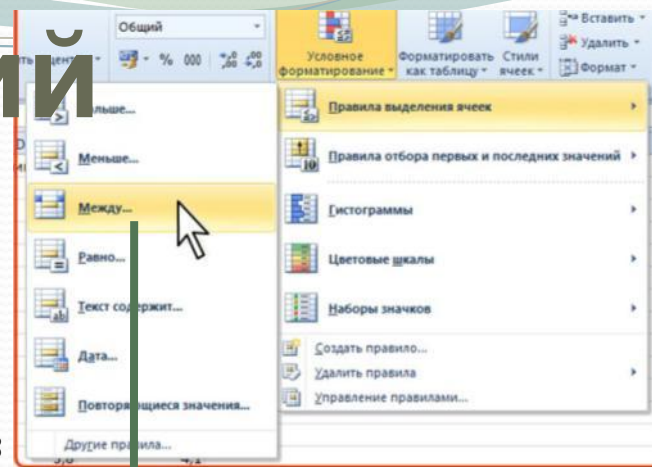 ий
Общий
% 000
Условное форматирование
Форматировать как таблицу
Стили ячеек
Вставить
Удалить
Формат
Правила выделения ячеек
Правила отбора первых и последних значений
Гистограммы
Цветовые шкалы
Наборы значков
Создать правило...
Удалить правила
Управление правилами...
Меньше...
Между...
Равно...
Текст содержит...
Дата...
Повторяющиеся значения...
Другие правила...